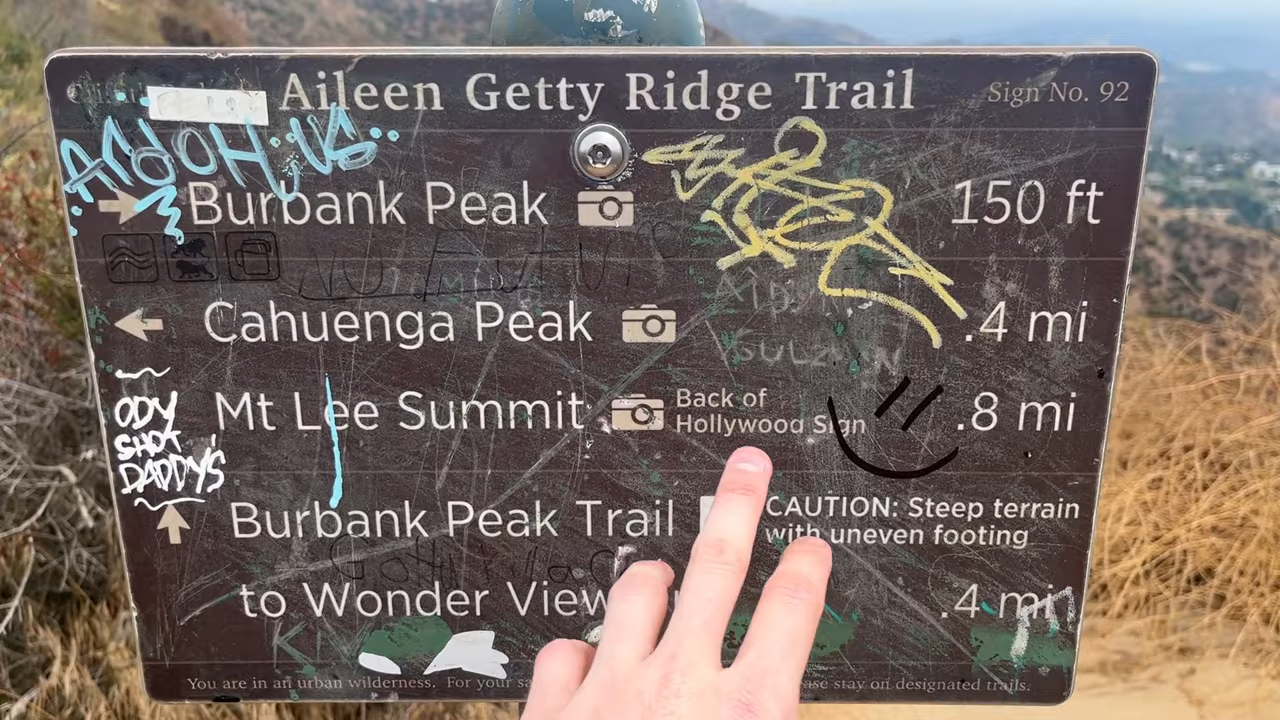 Aileen Getty Ridge Trail
Sign No. 92
Burbank Peak 150 ft
Cahuenga Peak .4 mi
Mt Lee Summit Back of .8 mi
Hollywood Sign
ODY
SHOT
DADDY'S
Burbank Peak Trail CAUTION: Steep terrain
with uneven footing
to Wonder View .4 mi
You are in an urban wilderness. For your stay on designated trails.